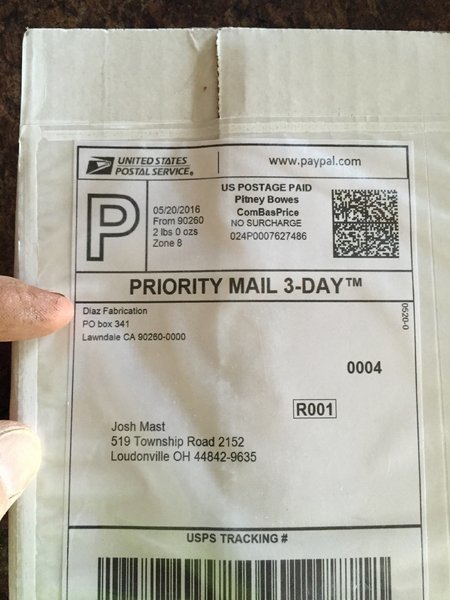 UNITED STATES
POSTAL SERVICE®
www.paypal.com
P
05/20/2016
From 90260
2 lbs 0 ozs
Zone 8
US POSTAGE PAID
Pitney Bowes
ComBasPrice
NO SURCHARGE
024P0007627486
PRIORITY MAIL 3-DAY™
Diaz Fabrication
PO box 341
Lawndale CA 90260-0000
0520-0
0004
R001
Josh Mast
519 Township Road 2152
Loudonville OH 44842-9635
USPS TRACKING #